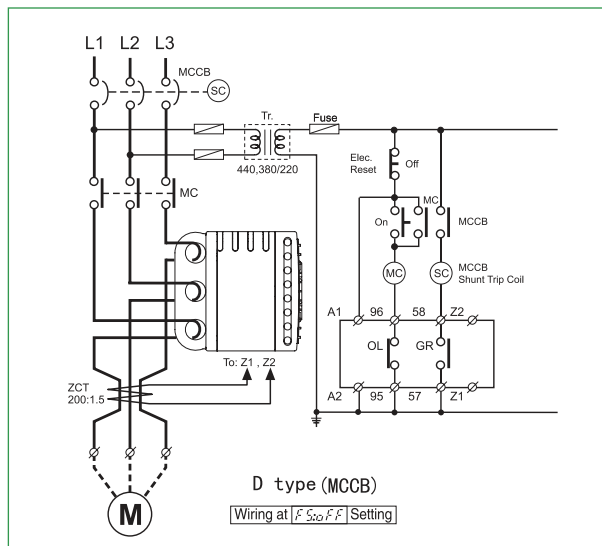 L1 L2 L3
MCCB
SC
Tr.
Fuse
440,380/220
Elec.
Reset
Off
MC
On
MC
MCCB
MC
SC
MCCB
Shunt Trip Coil
A1 96 58 Z2
OL GR
A2 95 57 Z1
To: Z1 , Z2
ZCT
200:1.5
M
D type (MCCB)
Wiring at FS:oFF Setting